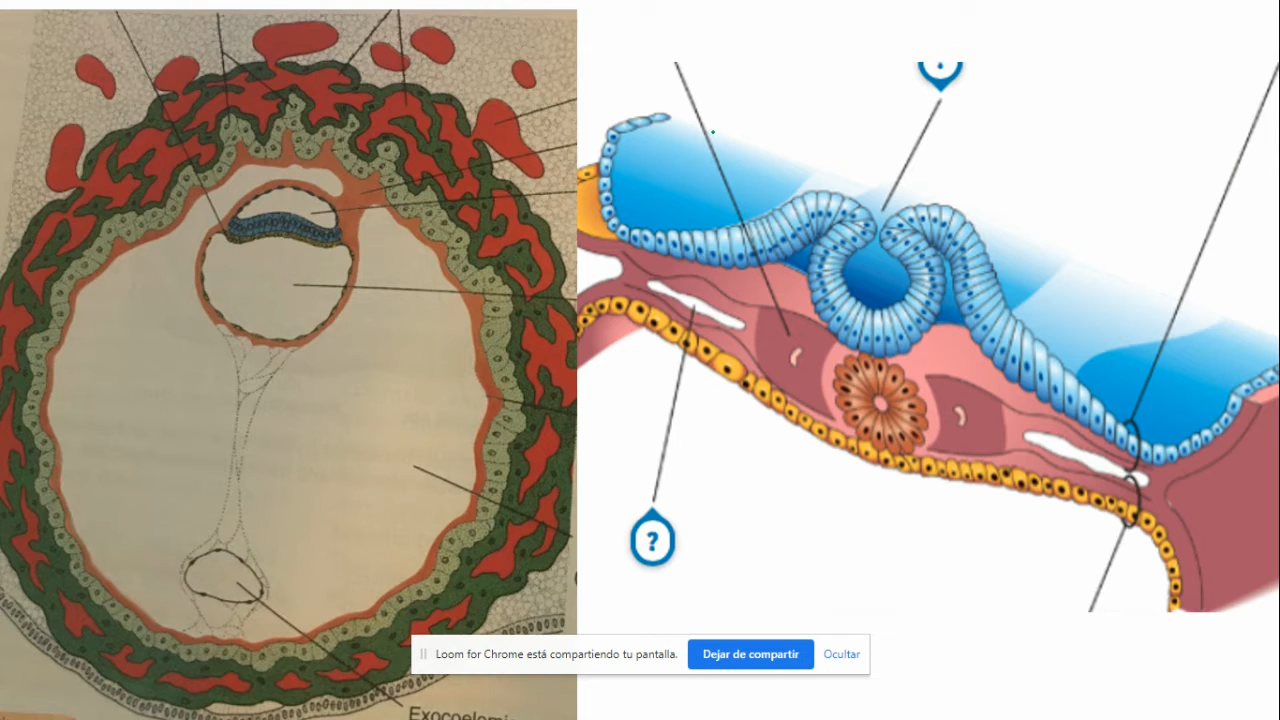 ?
Loom for Chrome está compartiendo tu pantalla.
Dejar de compartir
Ocultar